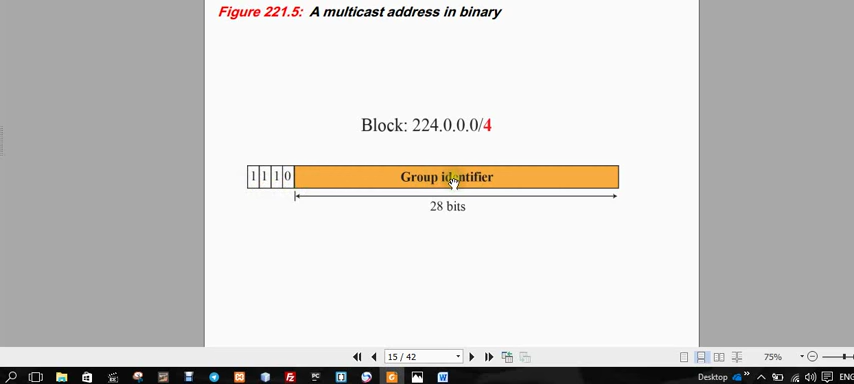 Figure 221.5: A multicast address in binary
Block: 224.0.0.0/4
1 1 1 0 Group identifier
28 bits
15 / 42
75%
PC
Desktop
ENG